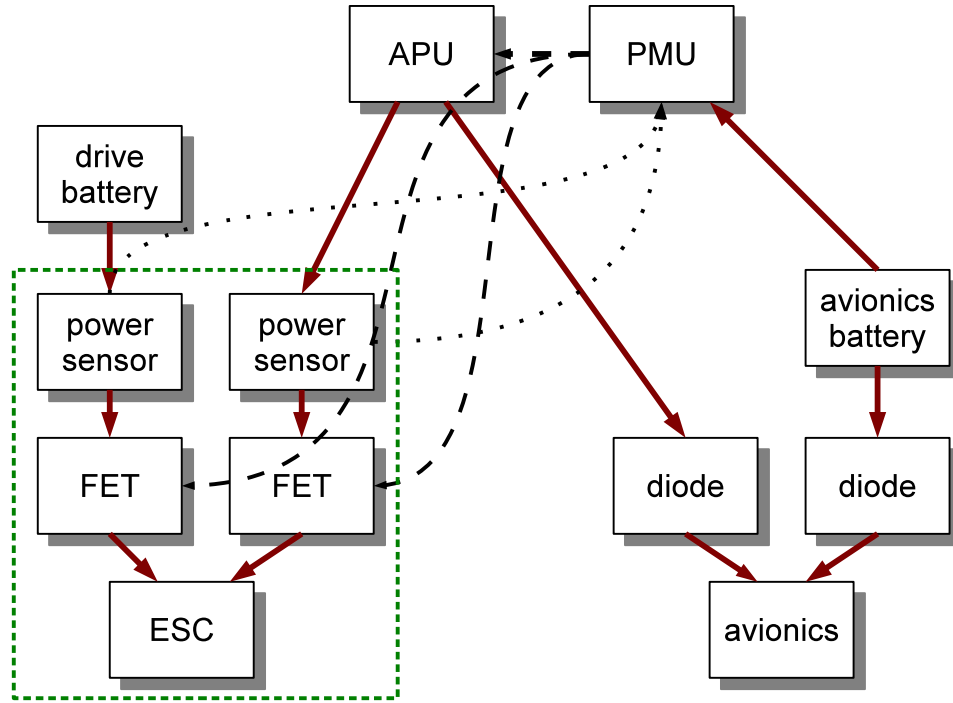 APU
PMU
drive
battery
power
sensor
power
sensor
avionics
battery
FET
FET
diode
diode
ESC
avionics